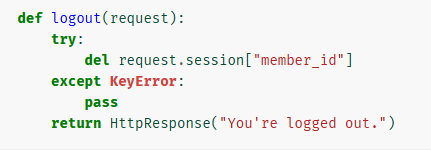 def logout(request):
    try:
        del request.session["member_id"]
    except KeyError:
        pass
    return HttpResponse("You're logged out.")